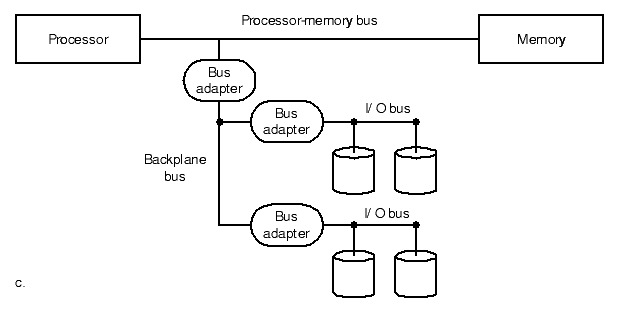 Processor-memory bus
Processor
Memory
Bus
adapter
Bus
adapter
I/ O bus
Backplane
bus
Bus
adapter
I/ O bus
c.